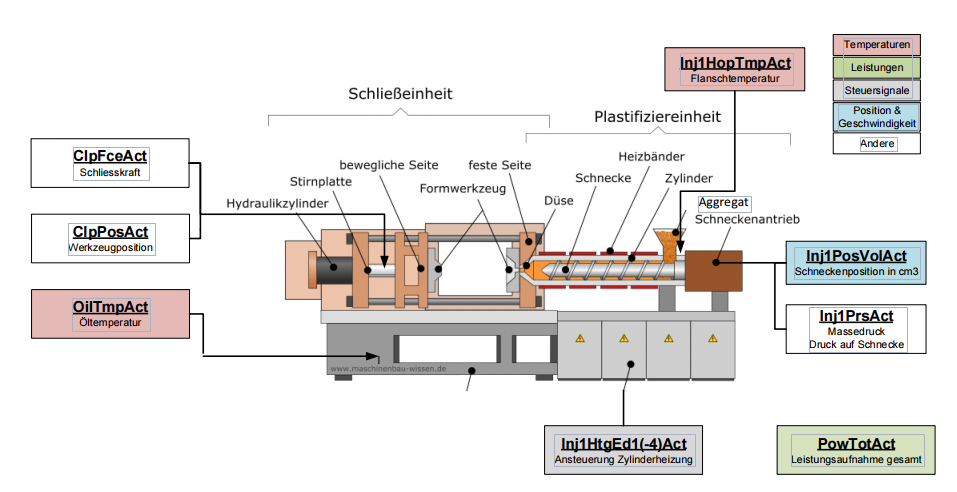 Inj1HopTmpAct
Flanschtemperatur
Temperaturen
Leistungen
Steuersignale
Position &
Geschwindigkeit
Andere
Schließeinheit
Plastifiziereinheit
ClpFceAct
Schliesskraft
ClpPosAct
Werkzeugposition
OilTmpAct
Öltemperatur
Hydraulikzylinder
Stirnplatte
bewegliche Seite
Formwerkzeug
feste Seite
Düse
Schnecke
Heizbänder
Zylinder
Aggregat
Schneckenantrieb
Inj1PosVolAct
Schneckenposition in cm3
Inj1PrsAct
Massedruck
Druck auf Schnecke
www.maschinenbau-wissen.de
Inj1HtgEd1(-4)Act
Ansteuerung Zylinderheizung
PowTotAct
Leistungsaufnahme gesamt